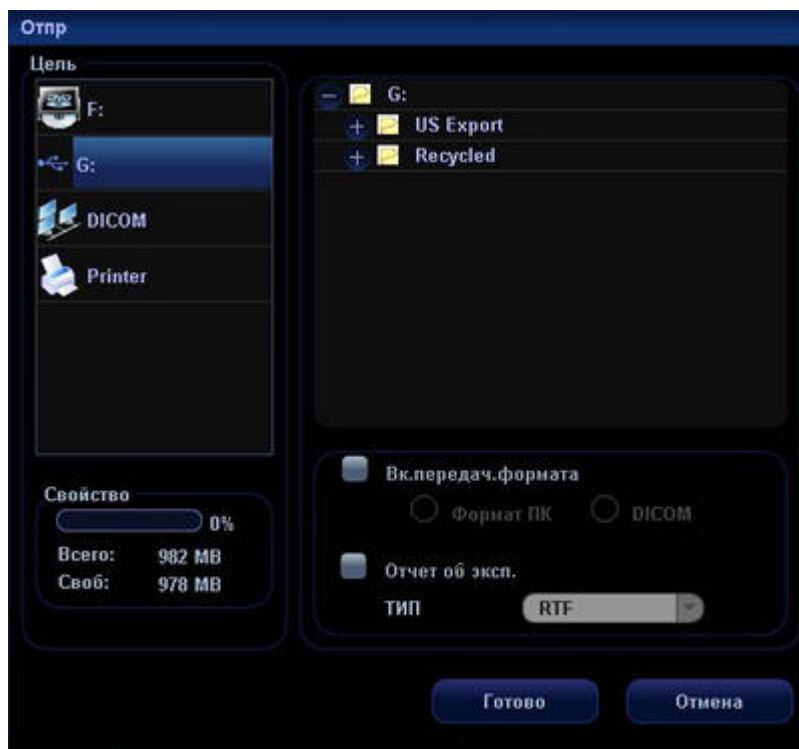 Отпр
Цель
F:
G:
DICOM
Printer
G:
US Export
Recycled
Свойство
0%
Всего: 982 MB
Своб: 978 MB
Вк.передач.формата
Формат ПК DICOM
Отчет об эксп.
ТИП RTF
Готово Отмена